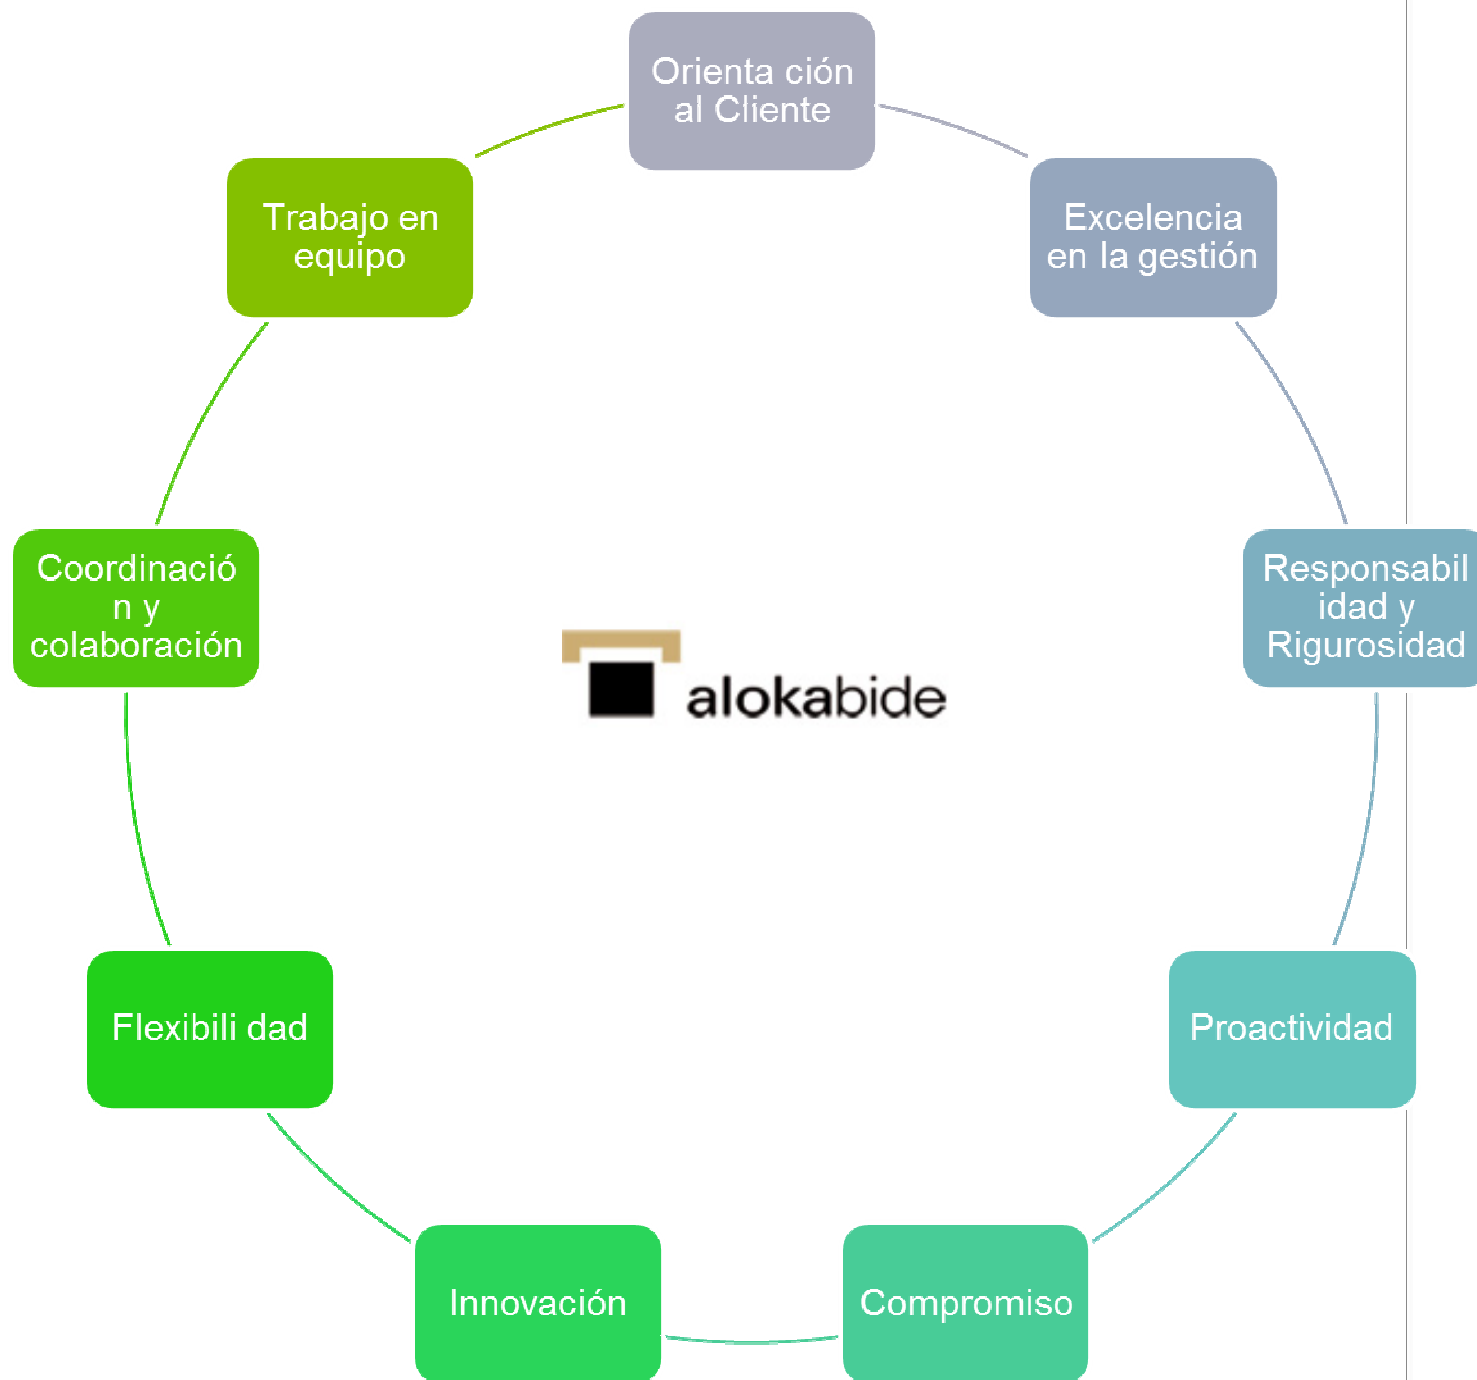 Orienta ción
al Cliente
Excelencia
en la gestión
Responsabil
idad y
Rigurosidad
Proactividad
Compromiso
Innovación
Flexibili dad
Coordinació
n y
colaboración
Trabajo en
equipo
alokabide